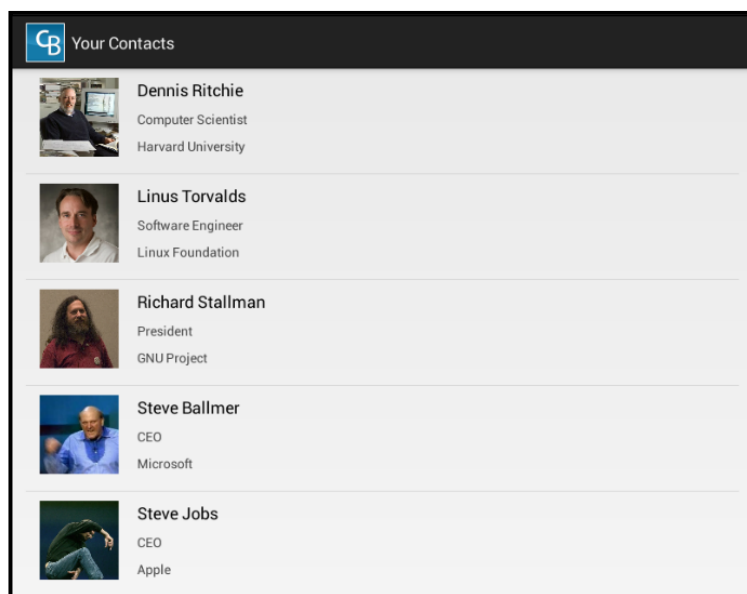 CB Your Contacts
Dennis Ritchie
Computer Scientist
Harvard University
Linus Torvalds
Software Engineer
Linux Foundation
Richard Stallman
President
GNU Project
Steve Ballmer
CEO
Microsoft
Steve Jobs
CEO
Apple